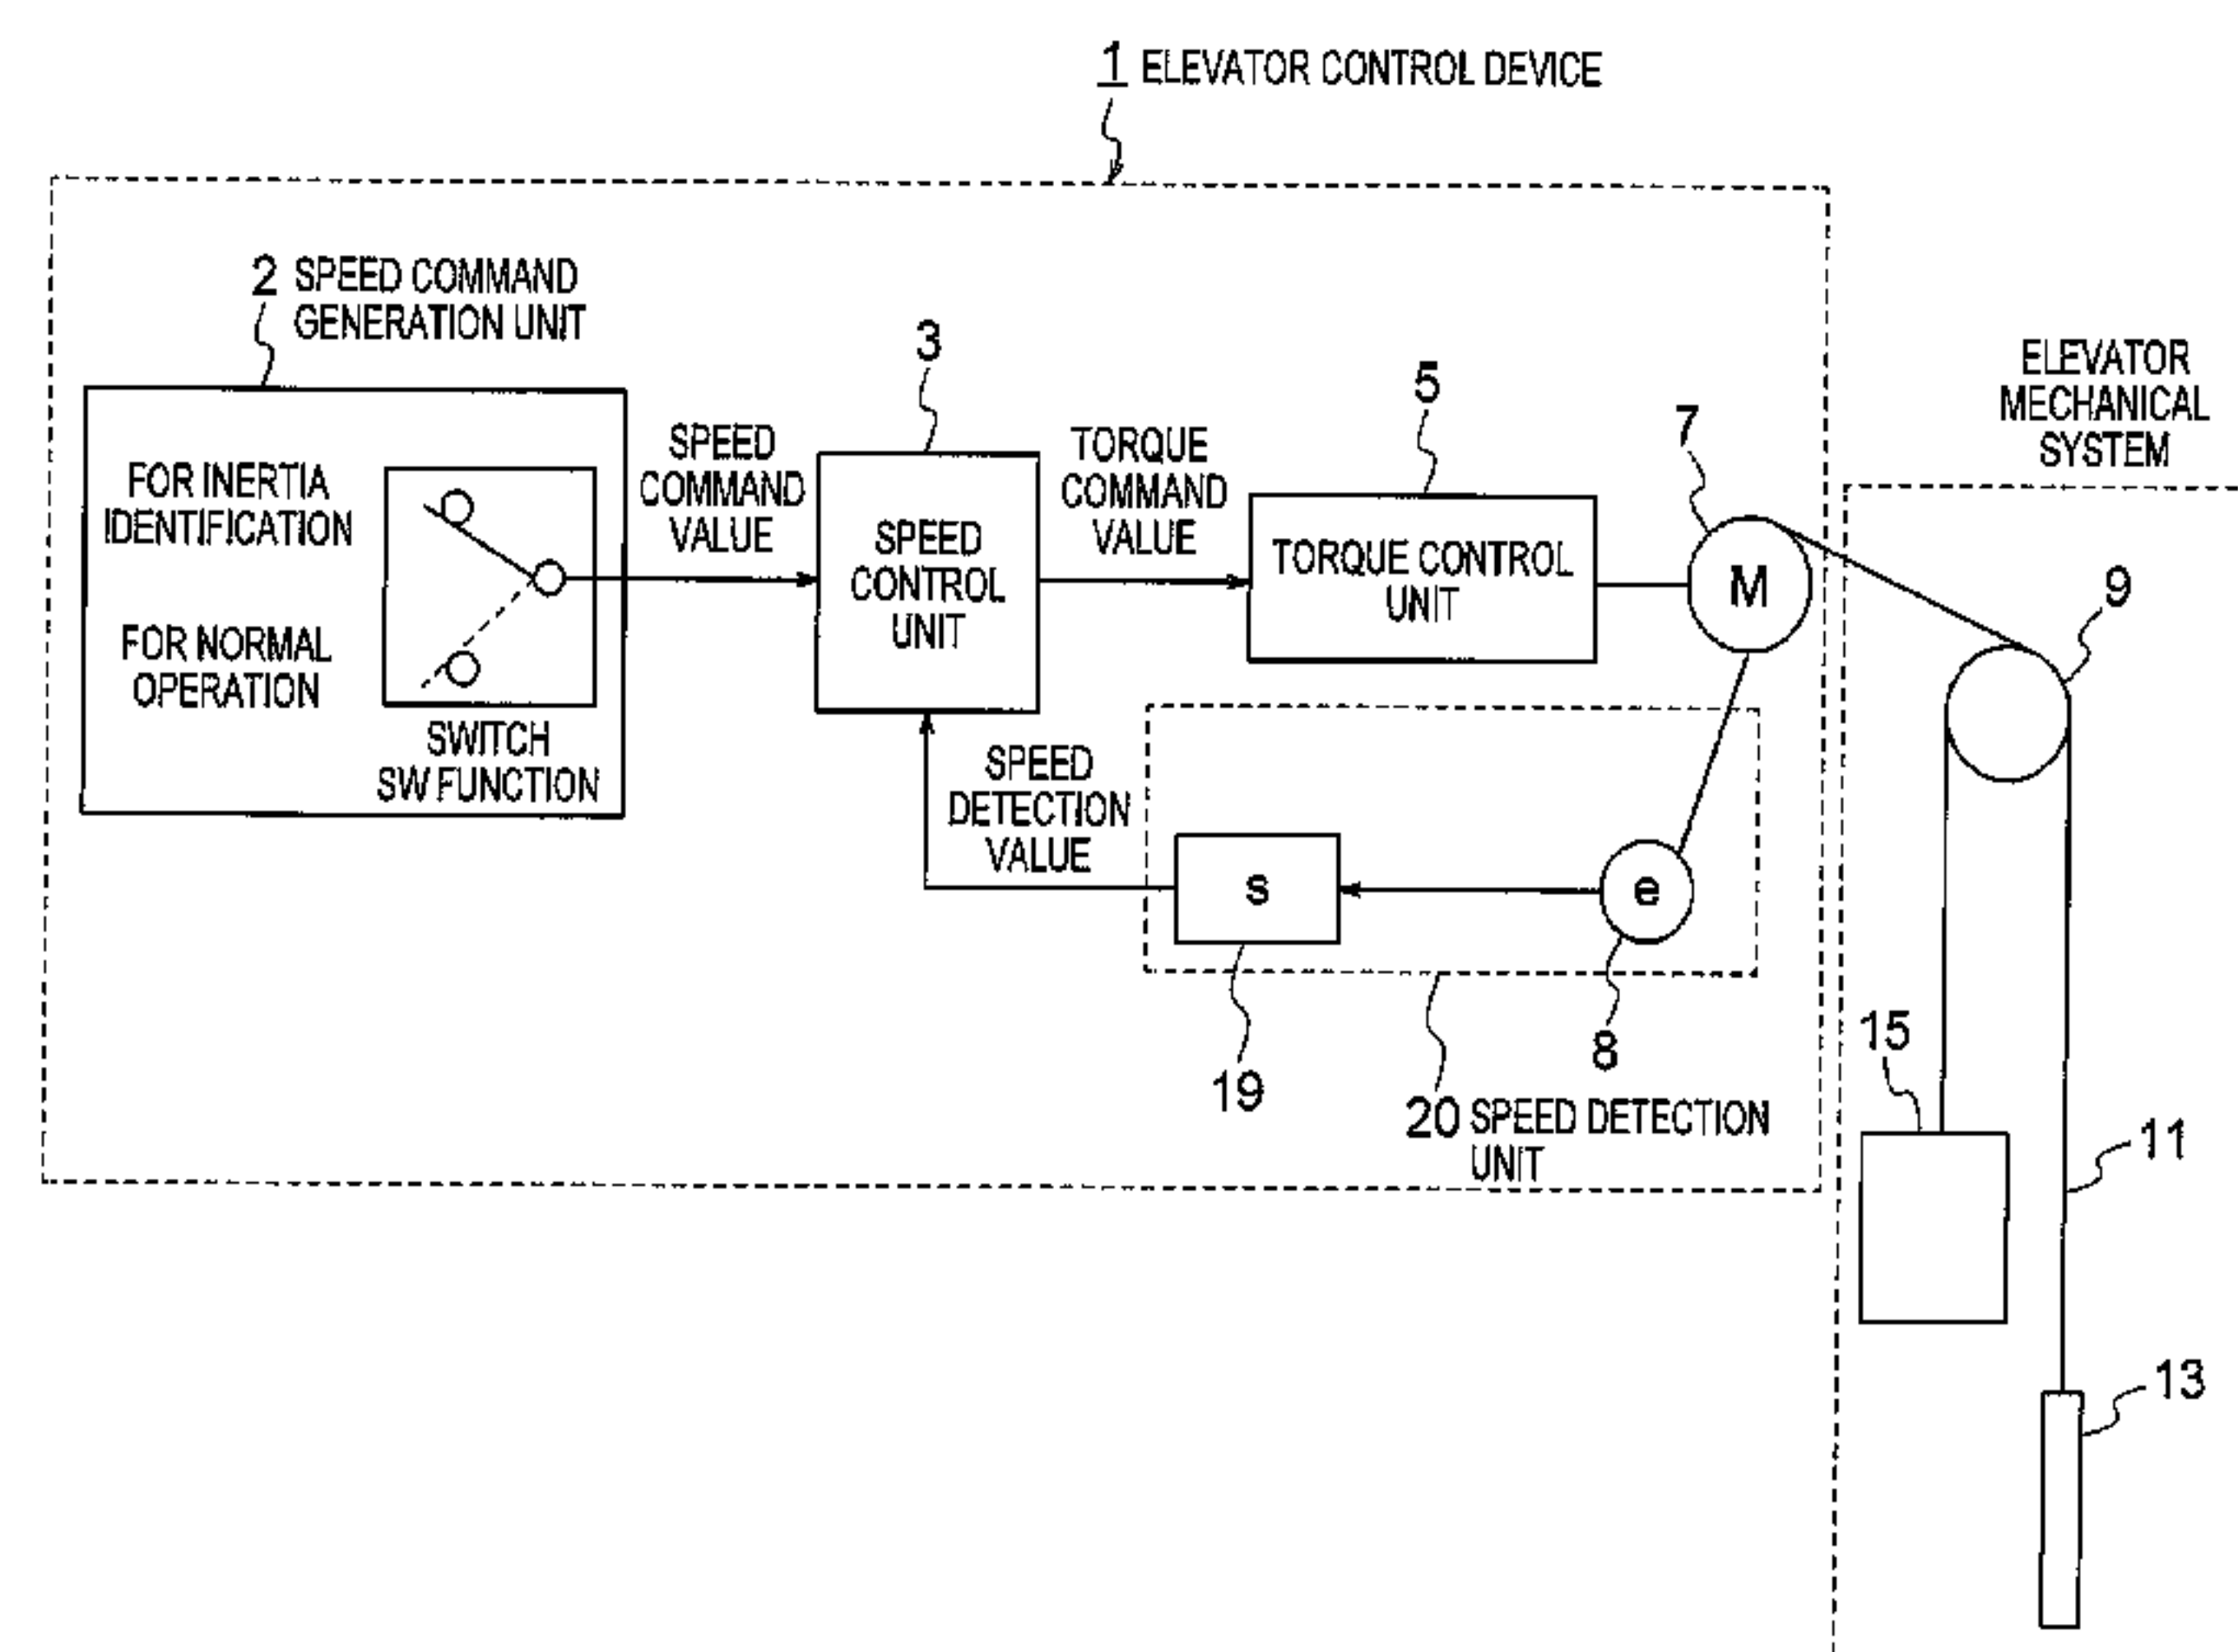 1 ELEVATOR CONTROL DEVICE
2 SPEED COMMAND
GENERATION UNIT
FOR INERTIA
IDENTIFICATION
FOR NORMAL
OPERATION
SWITCH
SW FUNCTION
SPEED
COMMAND
VALUE
3
SPEED
CONTROL
UNIT
TORQUE
COMMAND
VALUE
5
TORQUE CONTROL
UNIT
7
M
SPEED
DETECTION
VALUE
s
e
19
8
20 SPEED DETECTION
UNIT
ELEVATOR
MECHANICAL
SYSTEM
9
15
11
13